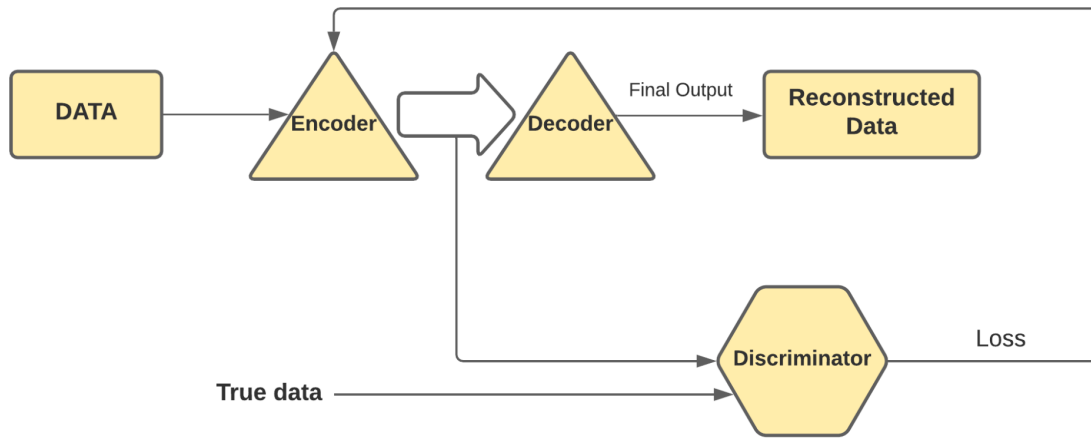 DATA
Encoder
Decoder
Final Output
Reconstructed
Data
Discriminator
Loss
True data